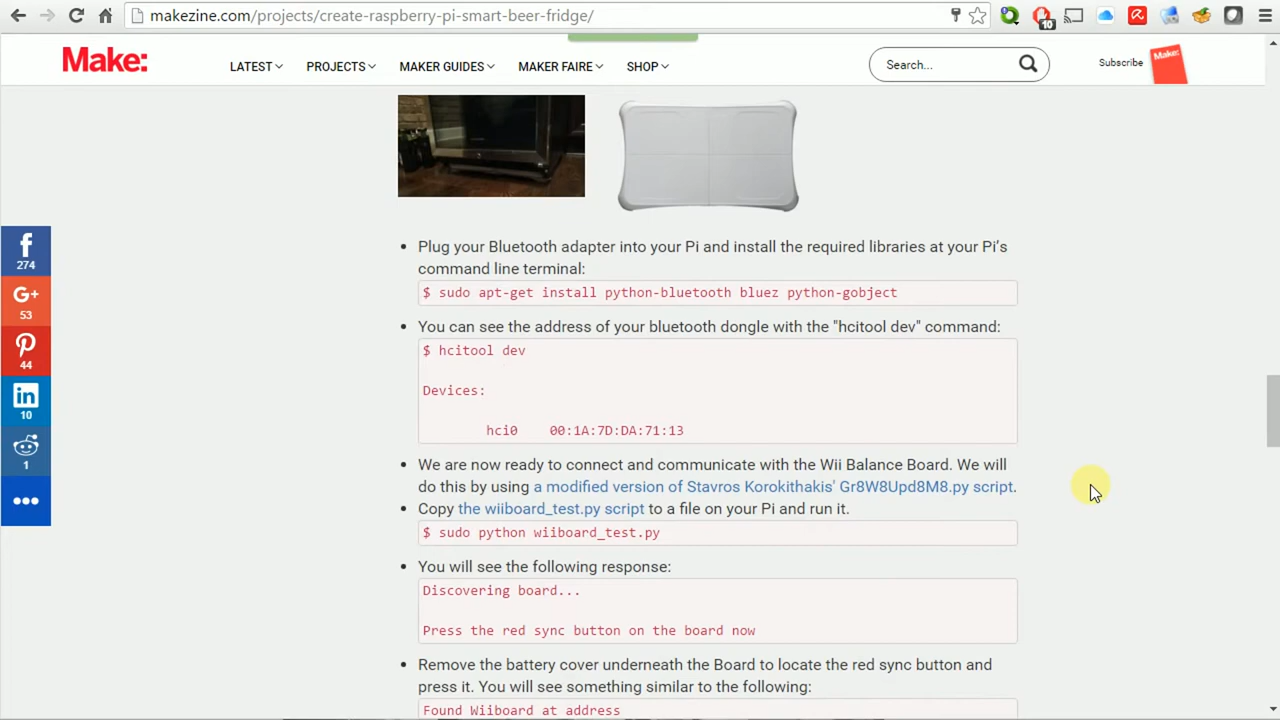 makezine.com/projects/create-raspberry-pi-smart-beer-fridge/
10
Make:
LATEST PROJECTS MAKER GUIDES MAKER FAIRE SHOP
Search...
Subscribe
Make:
274
53
44
10
1
• Plug your Bluetooth adapter into your Pi and install the required libraries at your Pi’s
command line terminal:
$ sudo apt-get install python-bluetooth bluez python-gobject
• You can see the address of your bluetooth dongle with the "hcitool dev" command:
$ hcitool dev
Devices:
hci0 00:1A:7D:DA:71:13
• We are now ready to connect and communicate with the Wii Balance Board. We will
do this by using a modified version of Stavros Korokithakis' Gr8W8Upd8M8.py script.
• Copy the wiiboard_test.py script to a file on your Pi and run it.
$ sudo python wiiboard_test.py
• You will see the following response:
Discovering board...
Press the red sync button on the board now
• Remove the battery cover underneath the Board to locate the red sync button and
press it. You will see something similar to the following:
Found Wiiboard at address